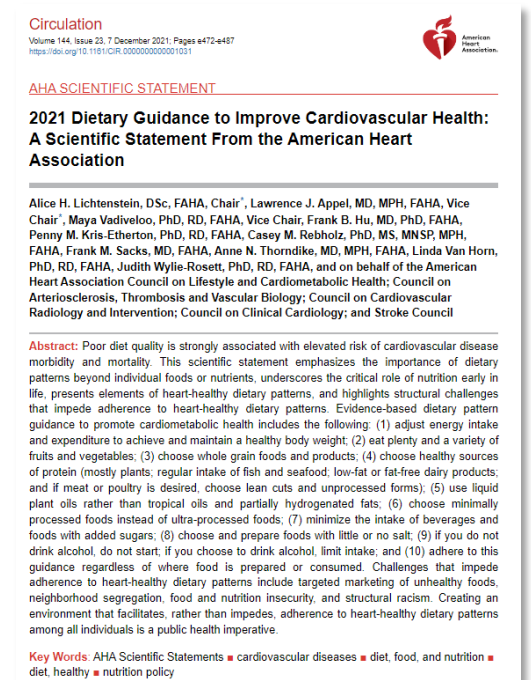 Circulation
Volume 144, Issue 23, 7 December 2021; Pages e472-e487
https://doi.org/10.1161/CIR.0000000000001031
American
Heart
Association.
AHA SCIENTIFIC STATEMENT
2021 Dietary Guidance to Improve Cardiovascular Health:
A Scientific Statement From the American Heart
Association
Alice H. Lichtenstein, DSc, FAHA, Chair*, Lawrence J. Appel, MD, MPH, FAHA, Vice
Chair*, Maya Vadiveloo, PhD, RD, FAHA, Vice Chair, Frank B. Hu, MD, PhD, FAHA,
Penny M. Kris-Etherton, PhD, RD, FAHA, Casey M. Rebholz, PhD, MS, MNSP, MPH,
FAHA, Frank M. Sacks, MD, FAHA, Anne N. Thorndike, MD, MPH, FAHA, Linda Van Horn,
PhD, RD, FAHA, Judith Wylie-Rosett, PhD, RD, FAHA, and on behalf of the American
Heart Association Council on Lifestyle and Cardiometabolic Health; Council on
Arteriosclerosis, Thrombosis and Vascular Biology; Council on Cardiovascular
Radiology and Intervention; Council on Clinical Cardiology; and Stroke Council
Abstract: Poor diet quality is strongly associated with elevated risk of cardiovascular disease
morbidity and mortality. This scientific statement emphasizes the importance of dietary
patterns beyond individual foods or nutrients, underscores the critical role of nutrition early in
life, presents elements of heart-healthy dietary patterns, and highlights structural challenges
that impede adherence to heart-healthy dietary patterns. Evidence-based dietary pattern
guidance to promote cardiometabolic health includes the following: (1) adjust energy intake
and expenditure to achieve and maintain a healthy body weight; (2) eat plenty and a variety of
fruits and vegetables; (3) choose whole grain foods and products; (4) choose healthy sources
of protein (mostly plants; regular intake of fish and seafood; low-fat or fat-free dairy products;
and if meat or poultry is desired, choose lean cuts and unprocessed forms); (5) use liquid
plant oils rather than tropical oils and partially hydrogenated fats; (6) choose minimally
processed foods instead of ultra-processed foods; (7) minimize the intake of beverages and
foods with added sugars; (8) choose and prepare foods with little or no salt; (9) if you do not
drink alcohol, do not start; if you choose to drink alcohol, limit intake; and (10) adhere to this
guidance regardless of where food is prepared or consumed. Challenges that impede
adherence to heart-healthy dietary patterns include targeted marketing of unhealthy foods,
neighborhood segregation, food and nutrition insecurity, and structural racism. Creating an
environment that facilitates, rather than impedes, adherence to heart-healthy dietary patterns
among all individuals is a public health imperative.
Key Words: AHA Scientific Statements ■ cardiovascular diseases ■ diet, food, and nutrition ■
diet, healthy ■ nutrition policy